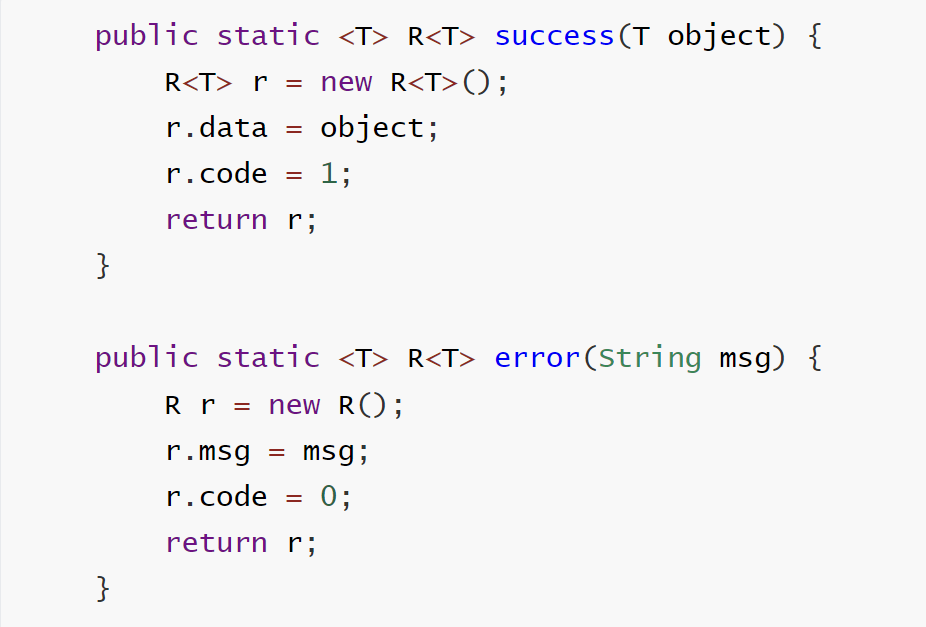 public static <T> R<T> success(T object) {
    R<T> r = new R<T>();
    r.data = object;
    r.code = 1;
    return r;
}

public static <T> R<T> error(String msg) {
    R r = new R();
    r.msg = msg;
    r.code = 0;
    return r;
}